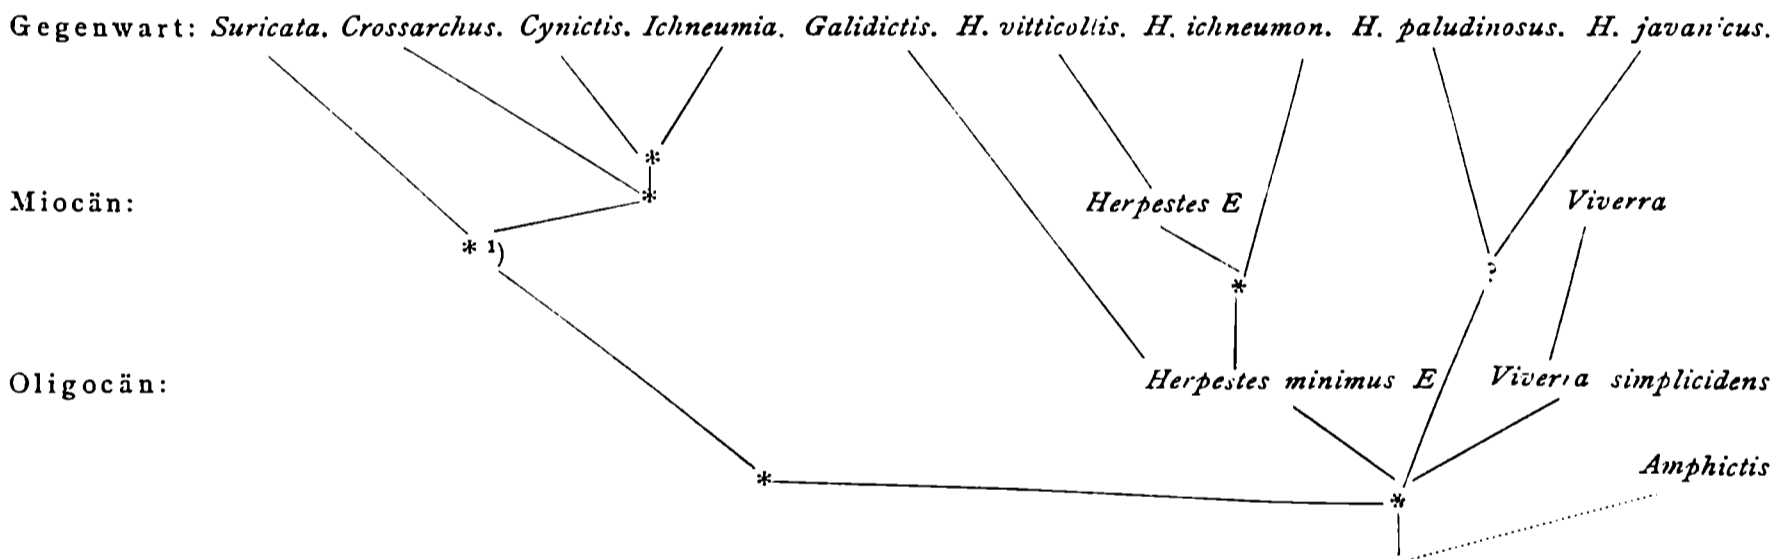 Gegenwart: Suricata. Crossarchus. Cynictis. Ichneumia. Galidictis. H. vitticollis. H. ichneumon. H. paludinosus. H. javanicus.
*
Miocän: * Herpestes E Viverra
* ¹)
?
*
Oligocän: Herpestes minimus E Viverra simplicidens
Amphictis
*
*